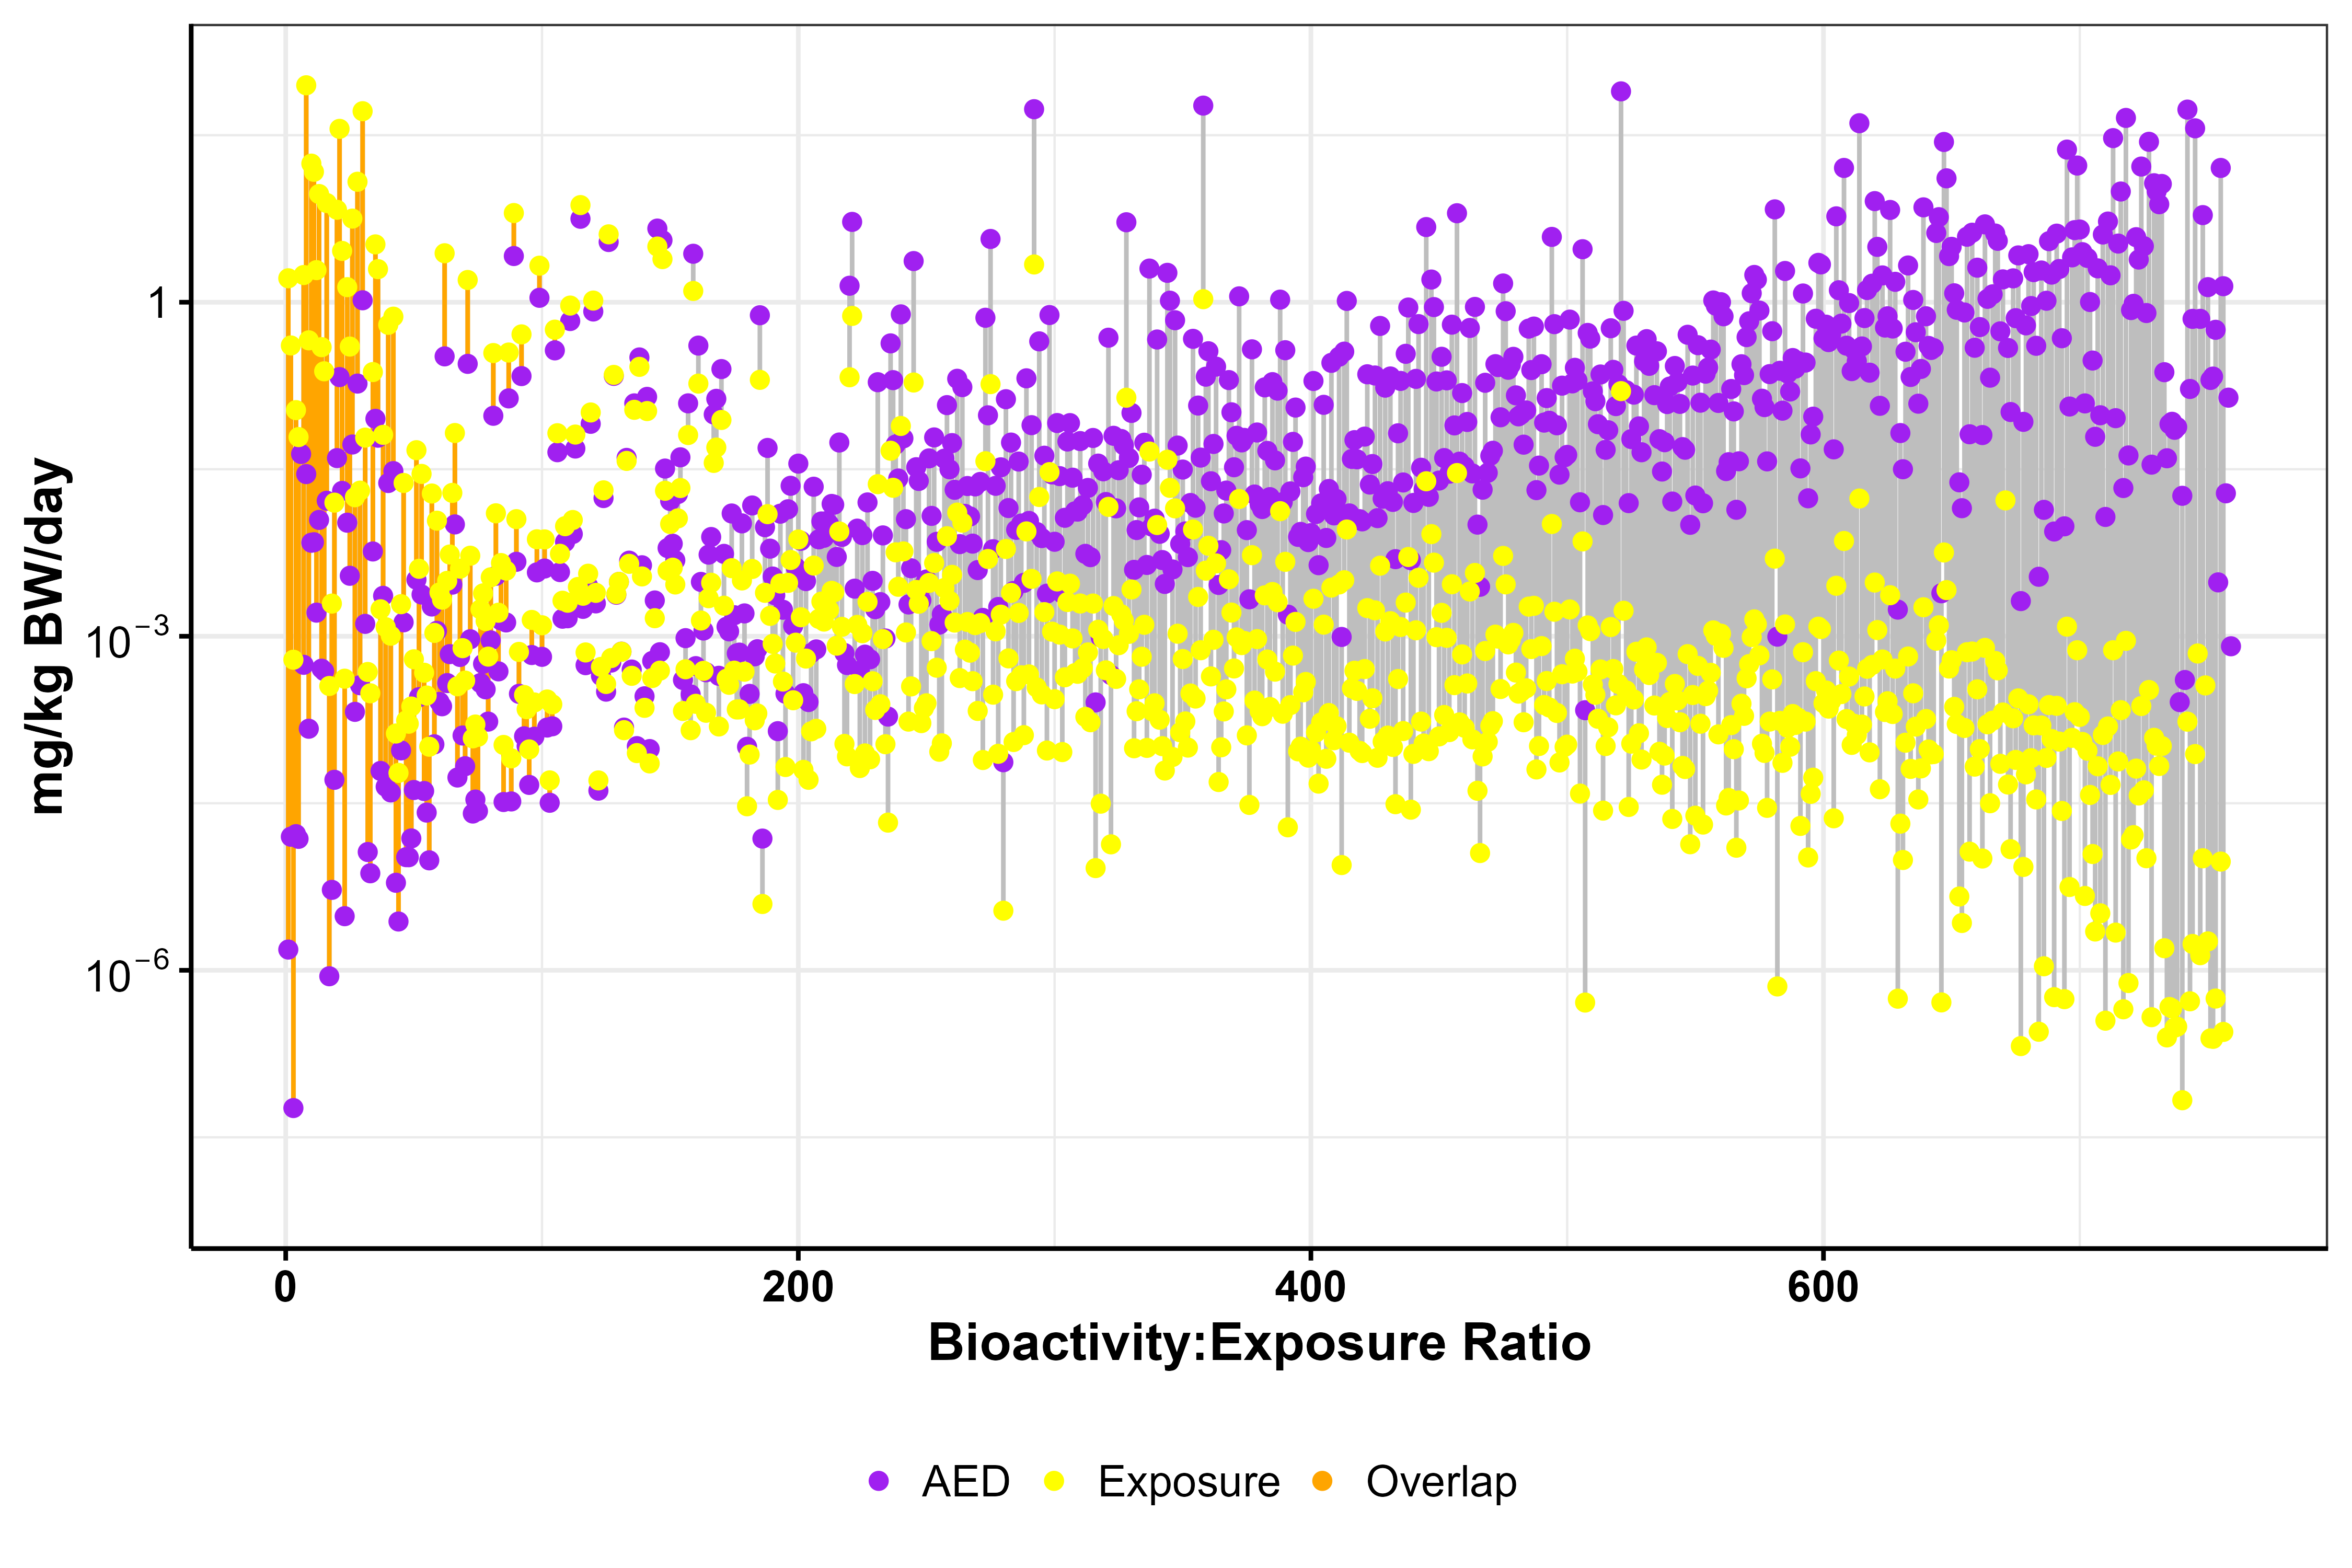 mg/kg BW/day
1
10⁻³
10⁻⁶
0 200 400 600
Bioactivity:Exposure Ratio
AED Exposure Overlap